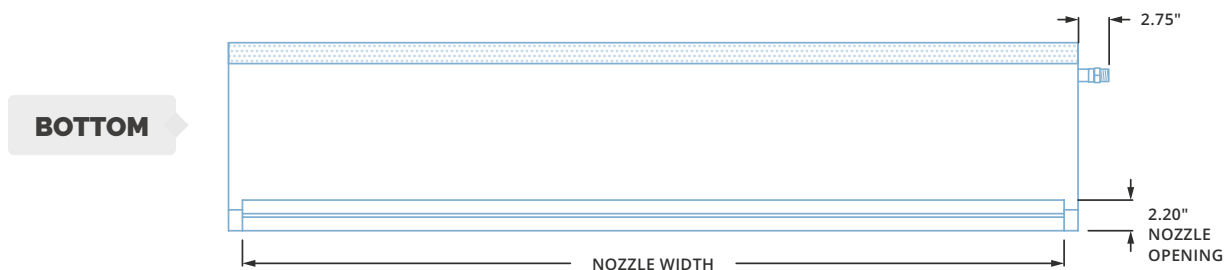 2.75"
BOTTOM
2.20"
NOZZLE
OPENING
NOZZLE WIDTH